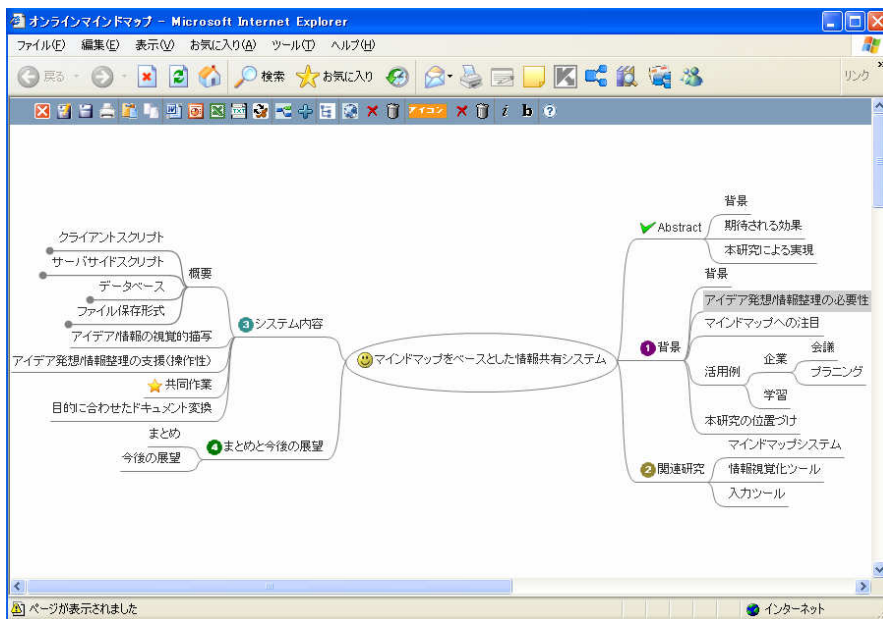 オンラインマインドマップ - Microsoft Internet Explorer
ファイル(F) 編集(E) 表示(V) お気に入り(A) ツール(T) ヘルプ(H)
戻る 検索 お気に入り リンク
アイコン
i b ?
クライアントスクリプト
サーバサイドスクリプト
データベース
ファイル保存形式
概要
アイデア/情報の視覚的描写
アイデア発想/情報整理の支援(操作性)
共同作業
目的に合わせたドキュメント変換
3 システム内容
まとめ
今後の展望
4 まとめと今後の展望
マインドマップをベースとした情報共有システム
Abstract
背景
期待される効果
本研究による実現
1 背景
背景
アイデア発想/情報整理の必要性
マインドマップへの注目
活用例
企業
会議
プラニング
学習
本研究の位置づけ
2 関連研究
マインドマップシステム
情報視覚化ツール
入力ツール
ページが表示されました インターネット